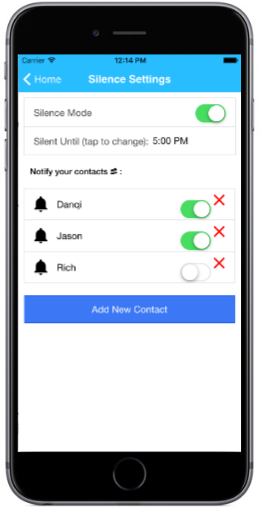 Carrier 12:14 PM
Home Silence Settings
Silence Mode
Silent Until (tap to change): 5:00 PM
Notify your contacts :
Danqi
Jason
Rich
Add New Contact